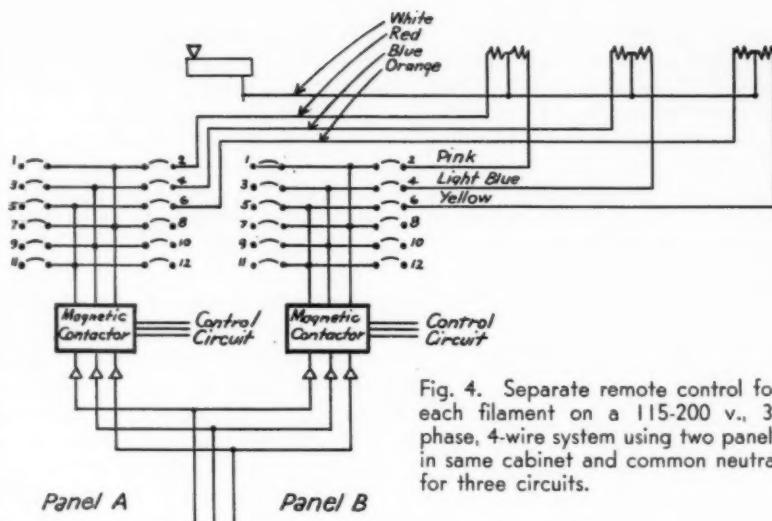 White
Red
Blue
Orange
1 2
3 4
5 6
7 8
9 10
11 12
1 2 Pink
3 4 Light Blue
5 6 Yellow
7 8
9 10
11 12
Magnetic
Contactor
Control
Circuit
Magnetic
Contactor
Control
Circuit
Fig. 4. Separate remote control fo
each filament on a 115-200 v., 3
phase, 4-wire system using two panel
in same cabinet and common neutra
for three circuits.
Panel A
Panel B